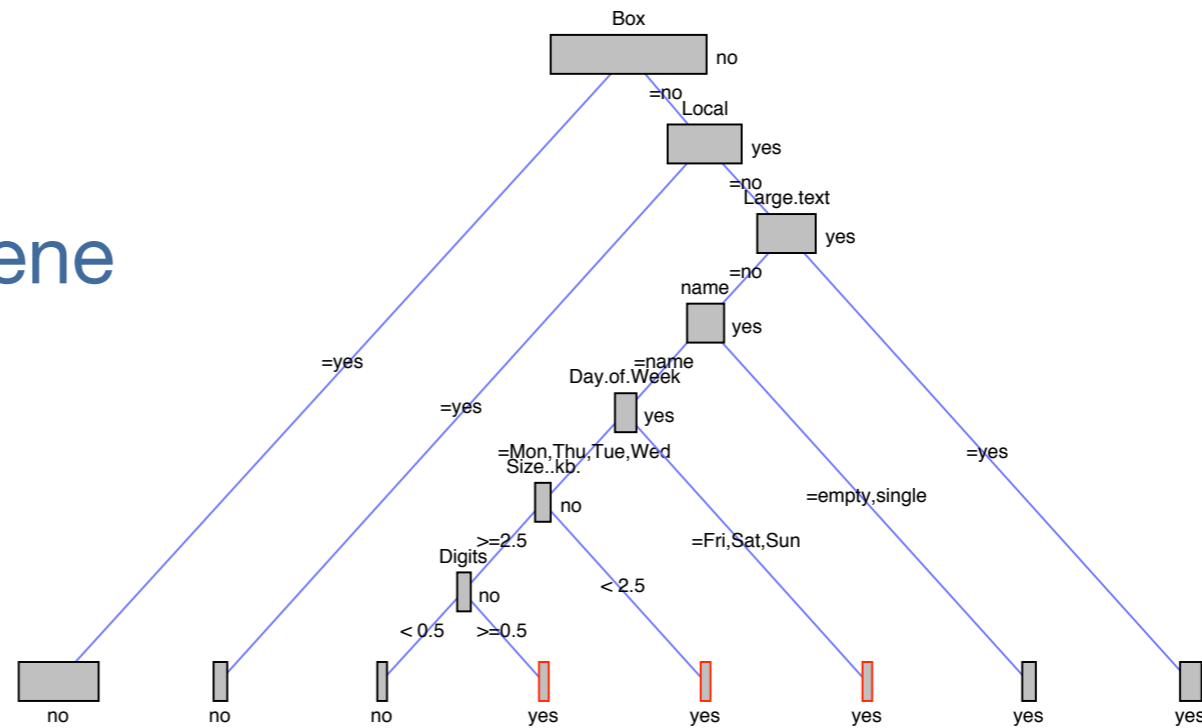 Box
no
=no
Local
yes
=no
Large.text
yes
ene
=no
name
yes
=yes
=name
Day.of.Week
=yes
yes
=Mon,Thu,Tue,Wed
=yes
Size..kb.
=empty,single
no
>=2.5
=Fri,Sat,Sun
Digits
< 2.5
no
< 0.5
>=0.5
no
no
no
yes
yes
yes
yes
yes